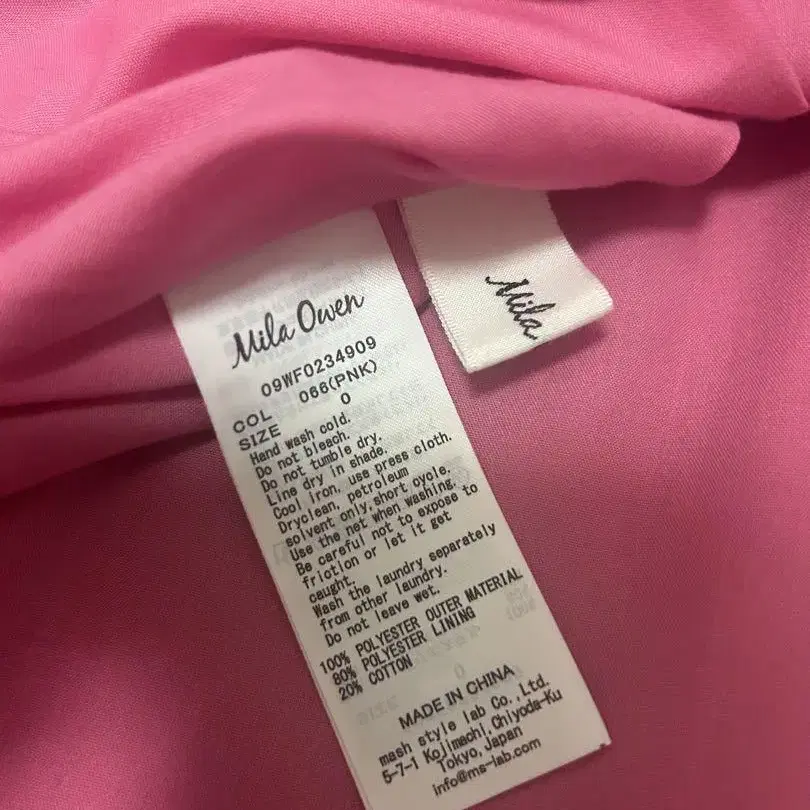 Mila Owen
09WF0234909
COL 066(PNK)
SIZE 0
Hand wash cold.
Do not bleach.
Do not tumble dry.
Line dry in shade.
Cool iron, use press cloth.
Dryclean, petroleum
solvent only,short cycle.
Use the net when washing.
Be careful not to expose to
friction or let it get
caught.
Wash the laundry separately
from other laundry.
Do not leave wet.
100% POLYESTER OUTER MATERIAL
80% POLYESTER LINING
20% COTTON
MADE IN CHINA
mash style lab Co.,Ltd.
5-7-1 Kojimachi,Chiyoda-Ku
Tokyo,Japan
info@ms-lab.com
Mila